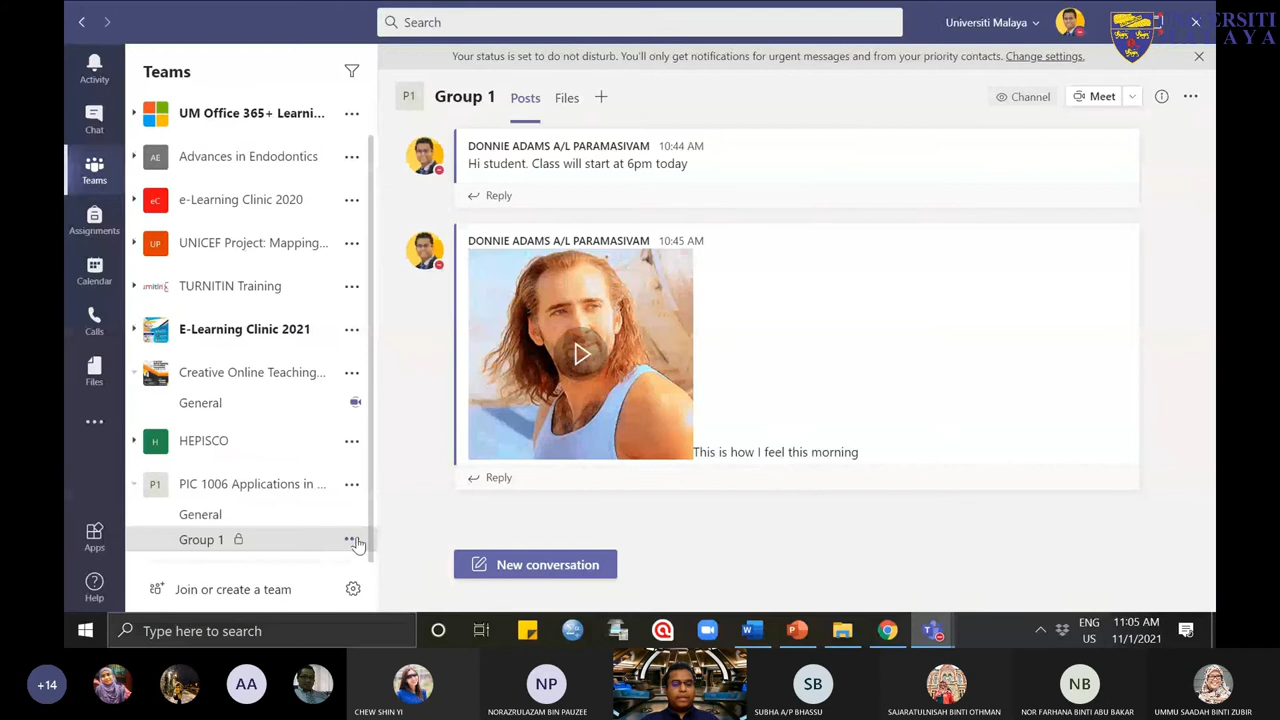 Search
Universiti Malaya
Your status is set to do not disturb. You'll only get notifications for urgent messages and from your priority contacts. Change settings.
Activity
Chat
Teams
Assignments
Calendar
Calls
Files
Apps
Help
Teams
UM Office 365+ Learni...
AE Advances in Endodontics
eC e-Learning Clinic 2020
UP UNICEF Project: Mapping...
TURNITIN Training
E-Learning Clinic 2021
Creative Online Teaching...
General
H HEPISCO
P1 PIC 1006 Applications in ...
General
Group 1
Join or create a team
P1 Group 1 Posts Files
Channel Meet
DONNIE ADAMS A/L PARAMASIVAM 10:44 AM
Hi student. Class will start at 6pm today
Reply
DONNIE ADAMS A/L PARAMASIVAM 10:45 AM
This is how I feel this morning
Reply
New conversation
Type here to search
ENG
US
11:05 AM
11/1/2021
+14
AA
CHEW SHIN YI
NP
NORAZRULAZAM BIN PAUZEE
SB
SUBHA A/P BHASSU
SAJARATULNISAH BINTI OTHMAN
NB
NOR FARHANA BINTI ABU BAKAR
UMMU SAADAH BINTI ZUBIR